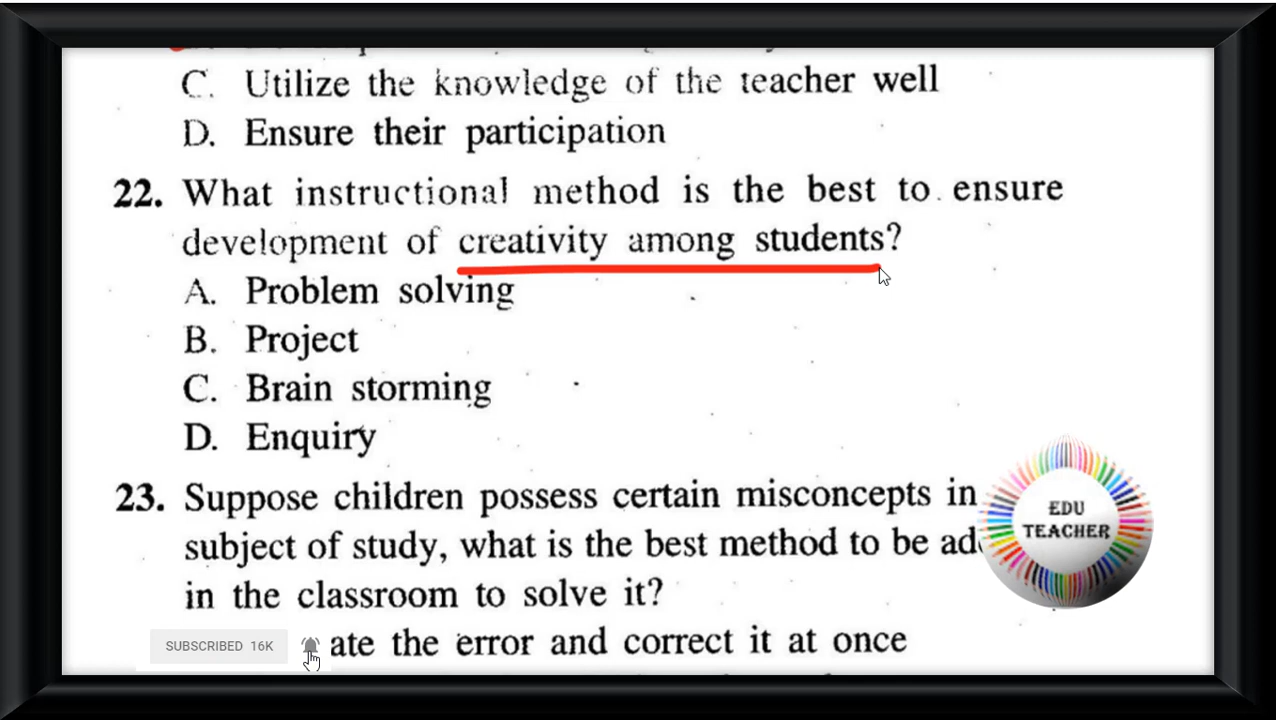 C. Utilize the knowledge of the teacher well
D. Ensure their participation
22. What instructional method is the best to ensure
development of creativity among students?
A. Problem solving
B. Project
C. Brain storming
D. Enquiry
23. Suppose children possess certain misconcepts in
subject of study, what is the best method to be ad
in the classroom to solve it?
ate the error and correct it at once
EDU
TEACHER
SUBSCRIBED 16K